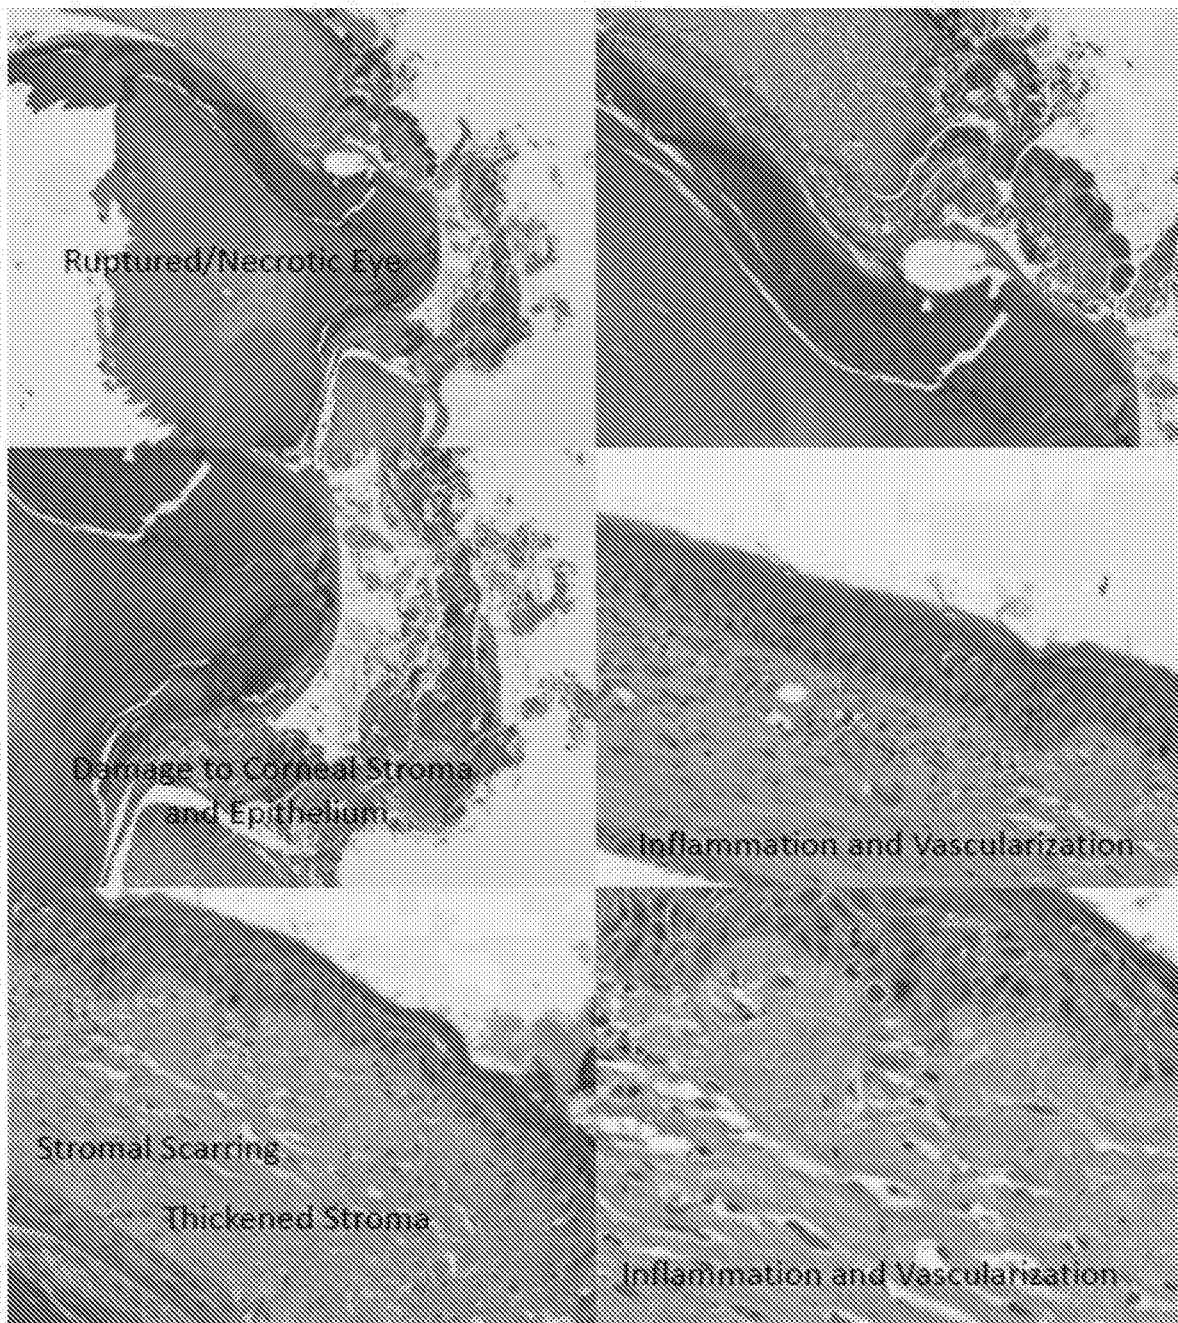 Ruptured/Necrotic Eye
Damage to Corneal Stroma
and Epithelium
Inflammation and Vascularization
Stromal Scarring
Thickened Stroma
Inflammation and Vascularization